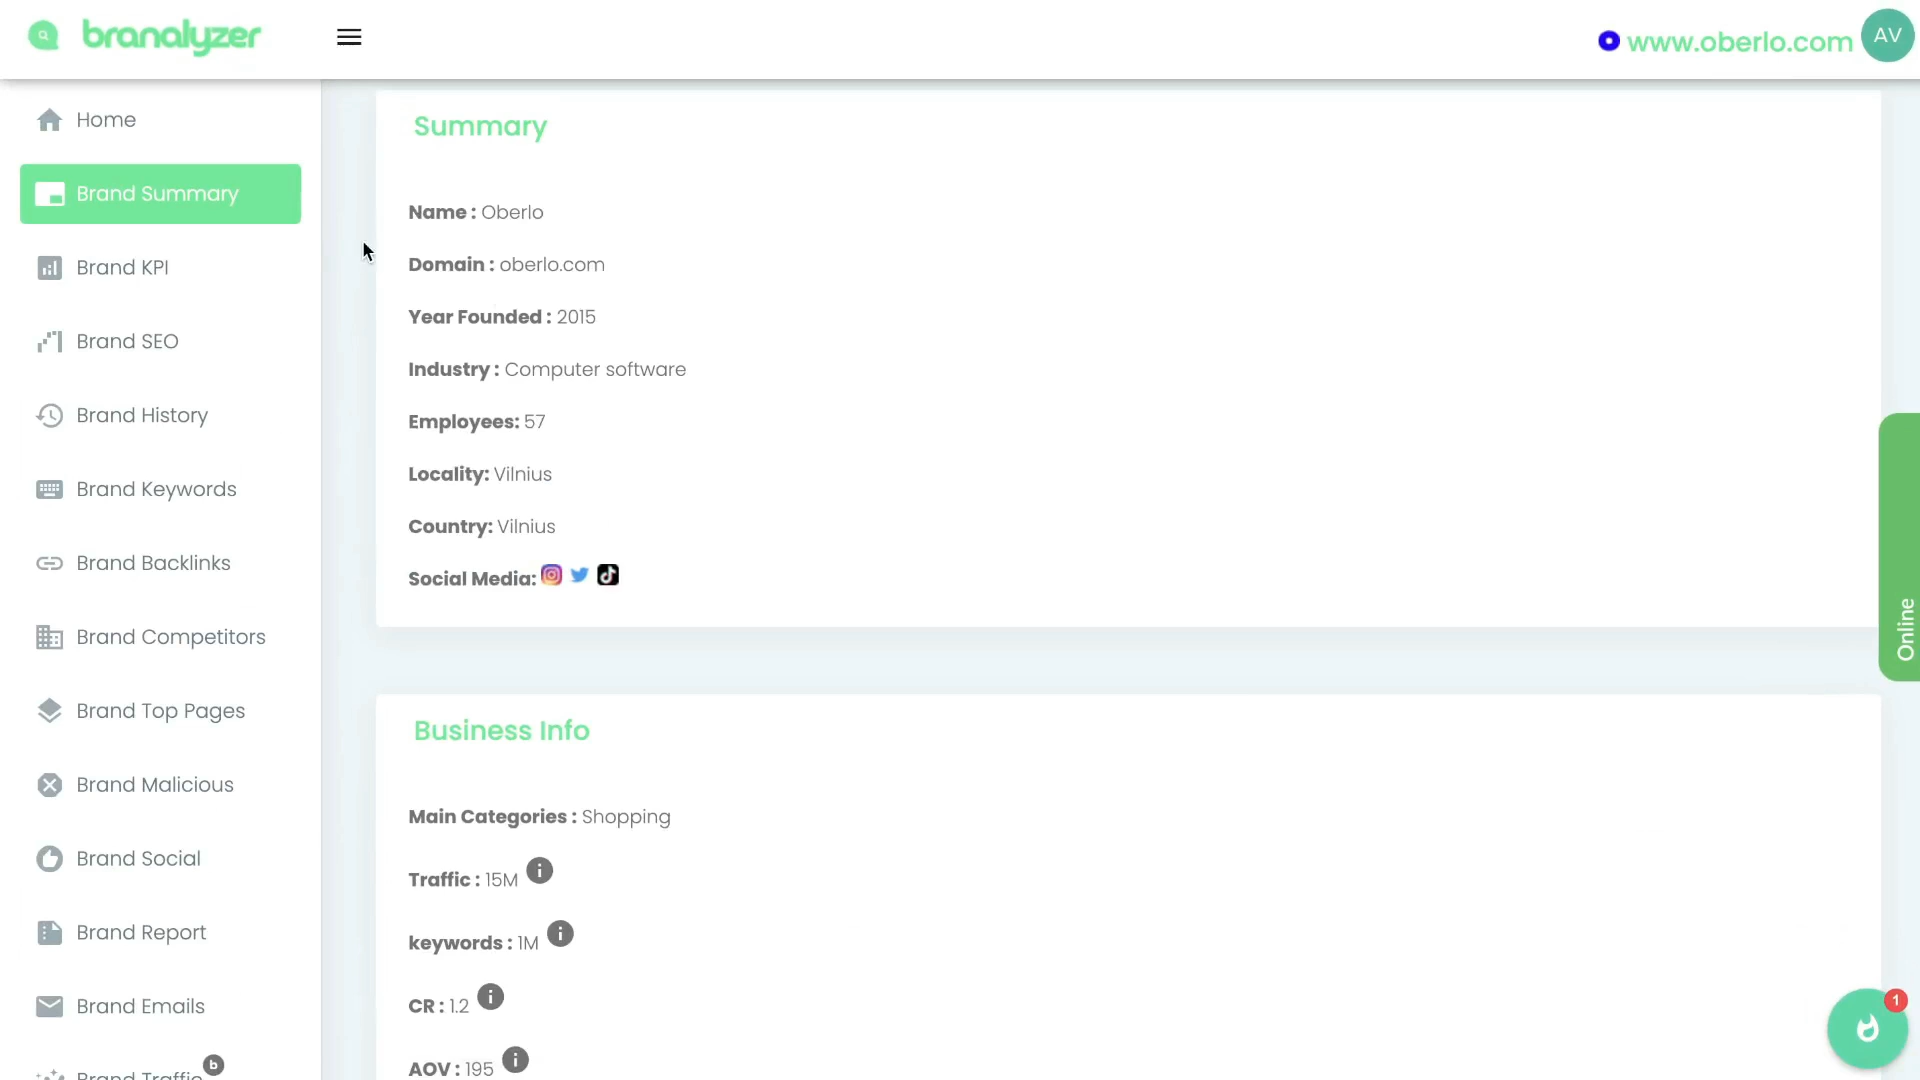 branalyzer
www.oberlo.com
AV
Home
Brand Summary
Brand KPI
Brand SEO
Brand History
Brand Keywords
Brand Backlinks
Brand Competitors
Brand Top Pages
Brand Malicious
Brand Social
Brand Report
Brand Emails
Brand Traffic b
Summary
Name : Oberlo
Domain : oberlo.com
Year Founded : 2015
Industry : Computer software
Employees: 57
Locality: Vilnius
Country: Vilnius
Social Media:
Business Info
Main Categories : Shopping
Traffic : 15M i
keywords : 1M i
CR : 1.2 i
AOV : 195 i
Online
1